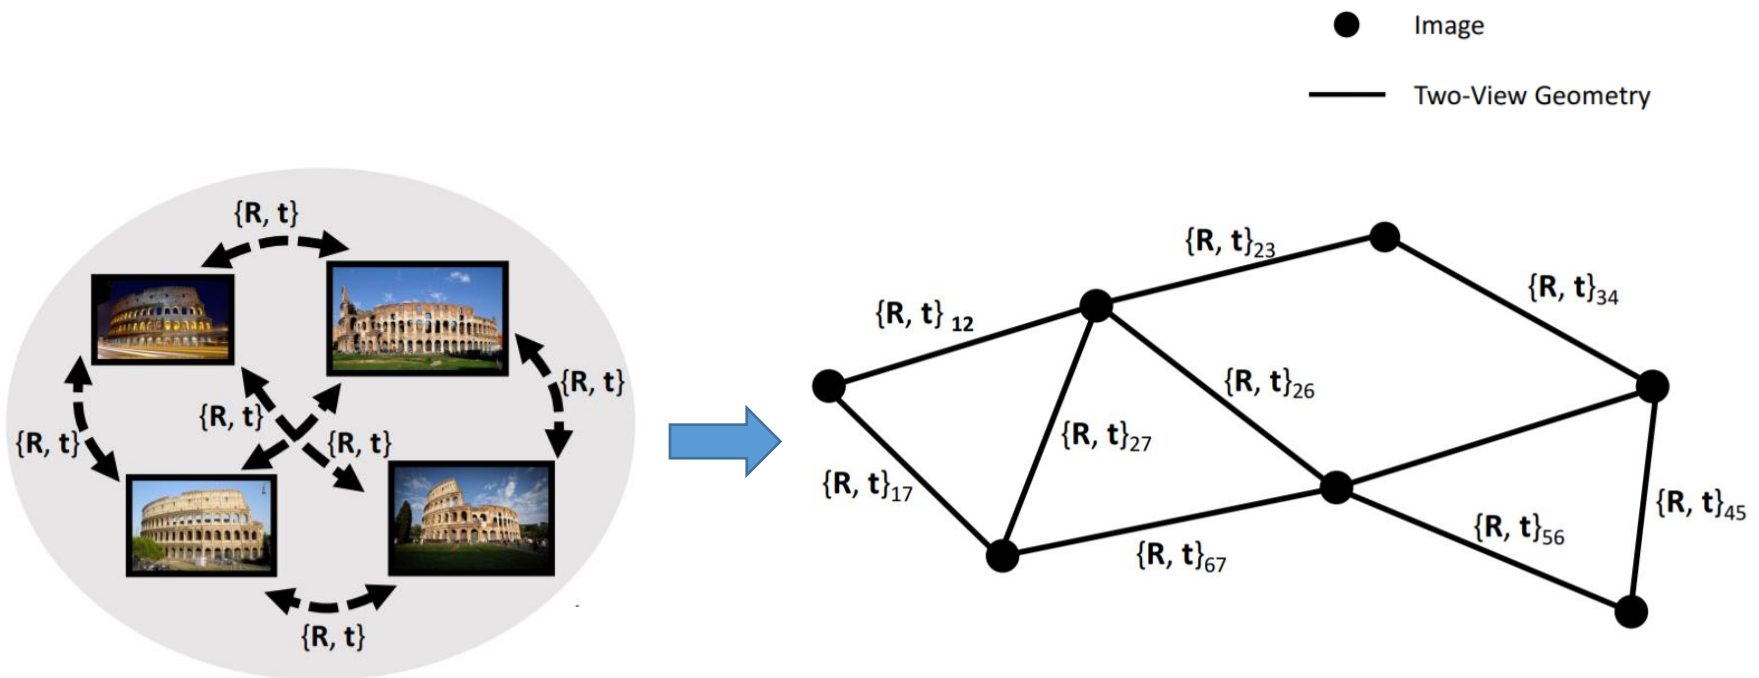 Image
Two-View Geometry
{R, t}
{R, t}
{R, t}
{R, t}
{R, t}
{R, t}
{R, t}₂₃
{R, t}₃₄
{R, t} ₁₂
{R, t}₂₆
{R, t}₂₇
{R, t}₁₇
{R, t}₄₅
{R, t}₅₆
{R, t}₆₇